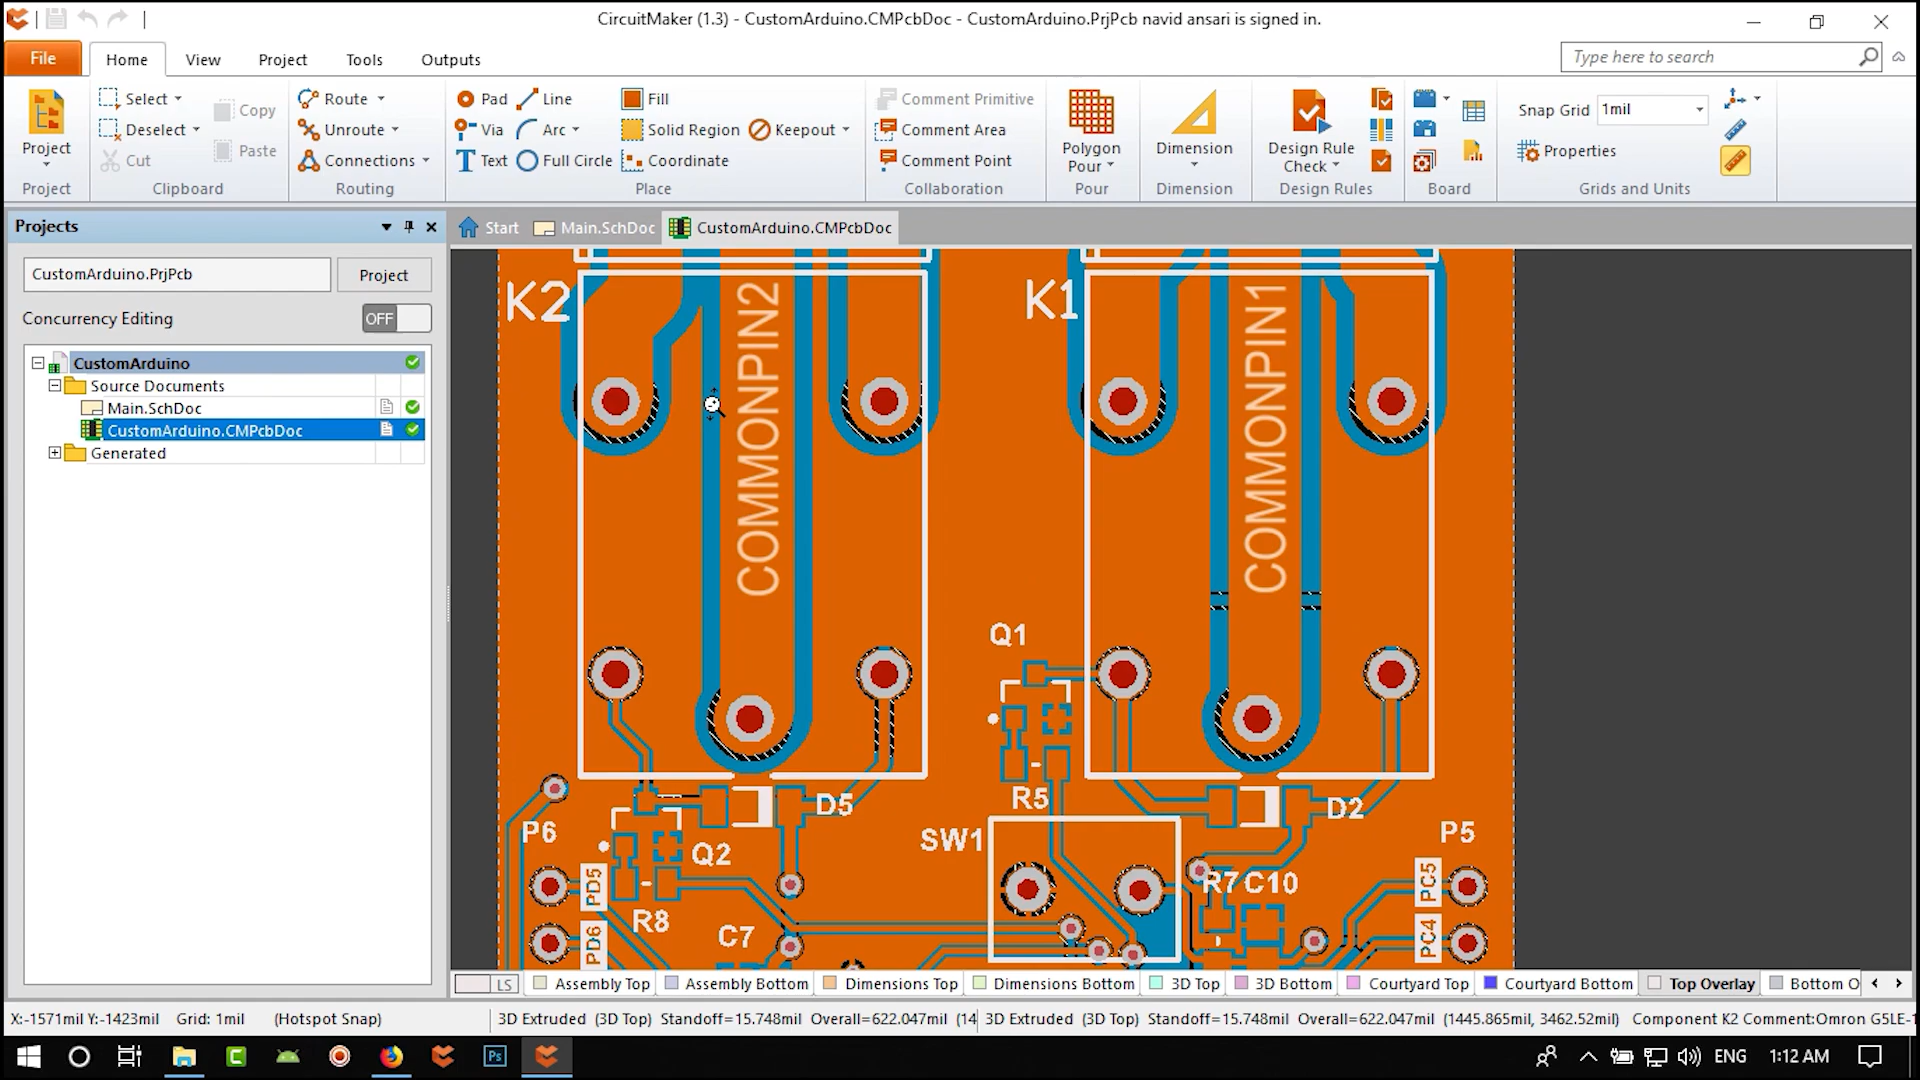 CircuitMaker (1.3) - CustomArduino.CMPcbDoc - CustomArduino.PrjPcb navid ansari is signed in.
File
Home
View
Project
Tools
Outputs
Type here to search
Project
Project
Select
Deselect
Cut
Copy
Paste
Clipboard
Route
Unroute
Connections
Routing
Pad
Line
Fill
Via
Arc
Solid Region
Keepout
Text
Full Circle
Coordinate
Place
Comment Primitive
Comment Area
Comment Point
Collaboration
Polygon
Pour
Pour
Dimension
Dimension
Design Rule
Check
Design Rules
Board
Snap Grid
1mil
Properties
Grids and Units
Projects
Start
Main.SchDoc
CustomArduino.CMPcbDoc
CustomArduino.PrjPcb
Project
Concurrency Editing
OFF
CustomArduino
Source Documents
Main.SchDoc
CustomArduino.CMPcbDoc
Generated
K2
COMMONPIN2
K1
COMMONPIN1
Q1
R5
D5
D2
P6
Q2
SW1
P5
PD5
R7
C10
PC5
R8
C7
PD6
PC4
LS
Assembly Top
Assembly Bottom
Dimensions Top
Dimensions Bottom
3D Top
3D Bottom
Courtyard Top
Courtyard Bottom
Top Overlay
Bottom O
X:-1571mil Y:-1423mil
Grid: 1mil
(Hotspot Snap)
3D Extruded (3D Top) Standoff=15.748mil Overall=622.047mil (14
3D Extruded (3D Top) Standoff=15.748mil Overall=622.047mil (1445.865mil, 3462.52mil)
Component K2 Comment:Omron G5LE-1
Ps
ENG
1:12 AM